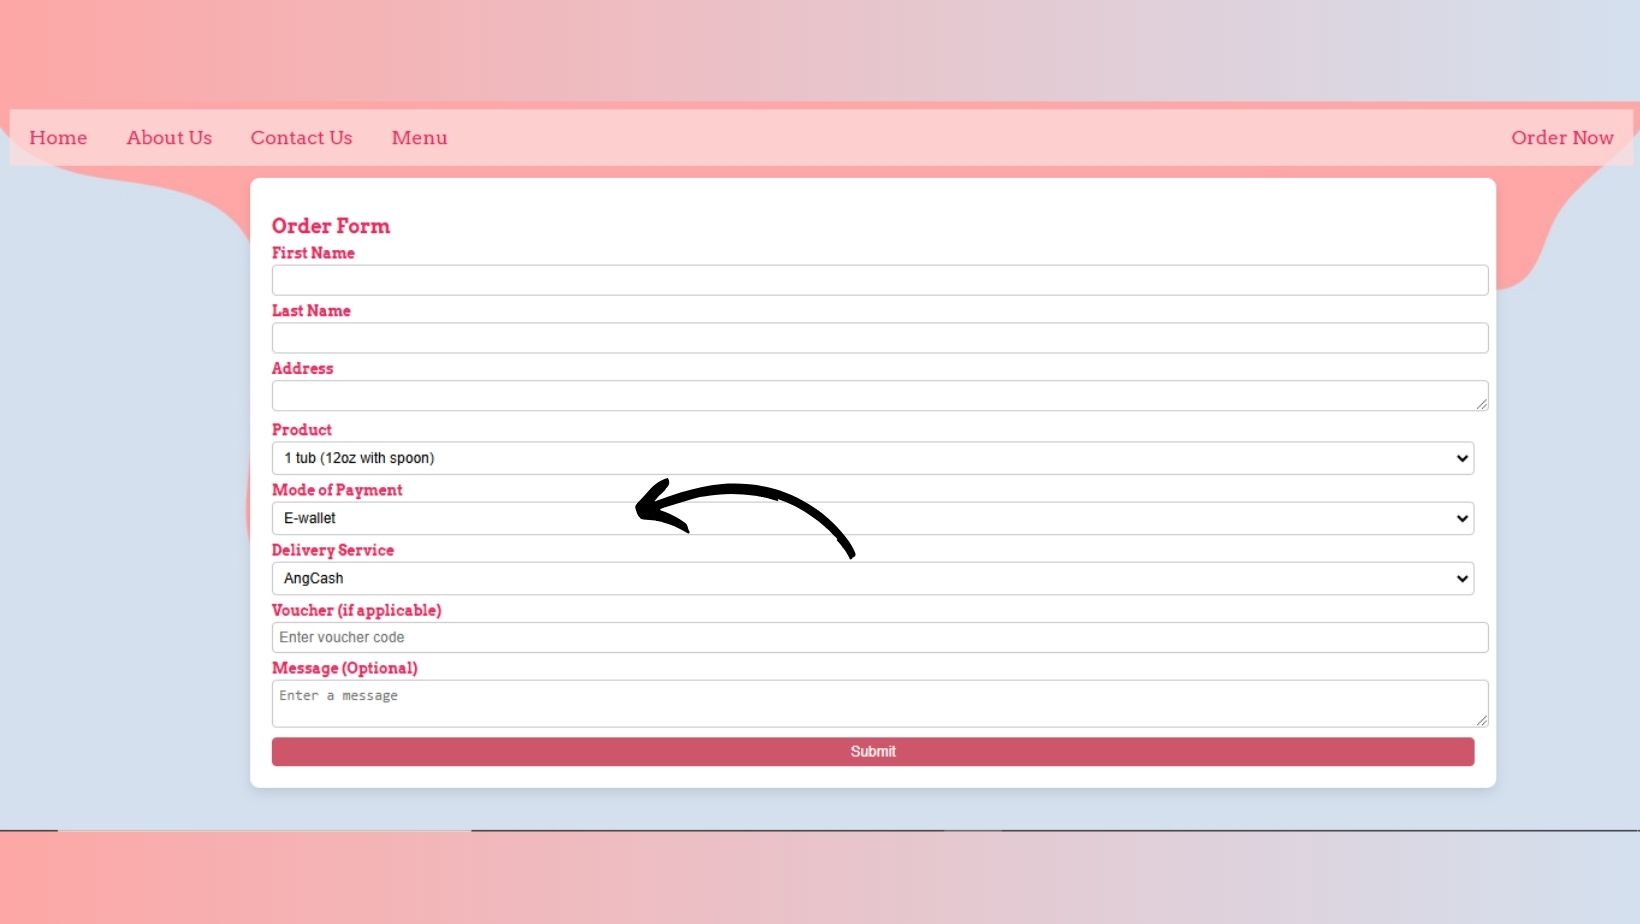 Home About Us Contact Us Menu Order Now
Order Form
First Name
Last Name
Address
Product
1 tub (12oz with spoon)
Mode of Payment
E-wallet
Delivery Service
AngCash
Voucher (if applicable)
Enter voucher code
Message (Optional)
Enter a message
Submit